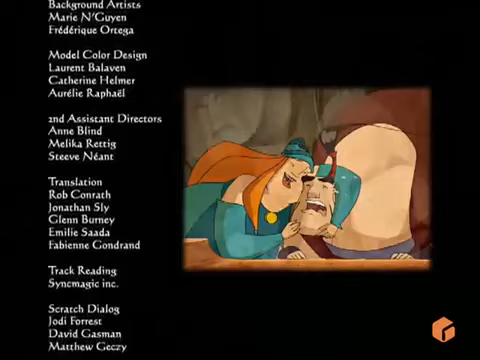 Background Artists
Marie N'Guyen
Frédérique Ortega
Model Color Design
Laurent Balaven
Catherine Helmer
Aurélie Raphaël
2nd Assistant Directors
Anne Blind
Melika Rettig
Steeve Néant
Translation
Rob Conrath
Jonathan Sly
Glenn Burney
Emilie Saada
Fabienne Gondrand
Track Reading
Syncmagic inc.
Scratch Dialog
Jodi Forrest
David Gasman
Matthew Geczy